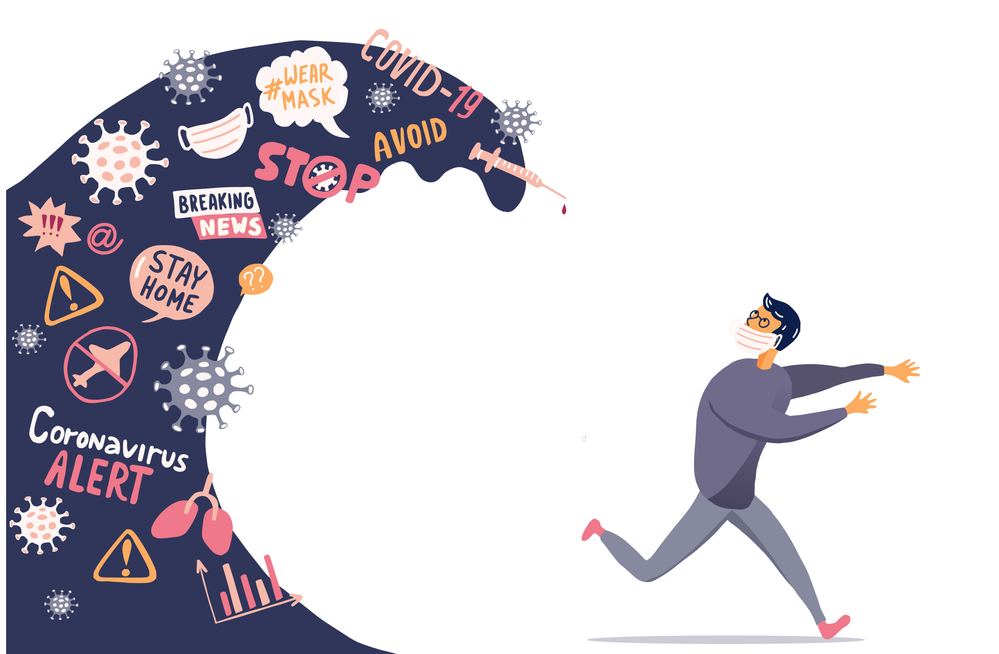 COVID-19
#WEAR
MASK
AVOID
STOP
BREAKING
NEWS
!!!
@
STAY
HOME
??
!
Coronavirus
ALERT
!
d